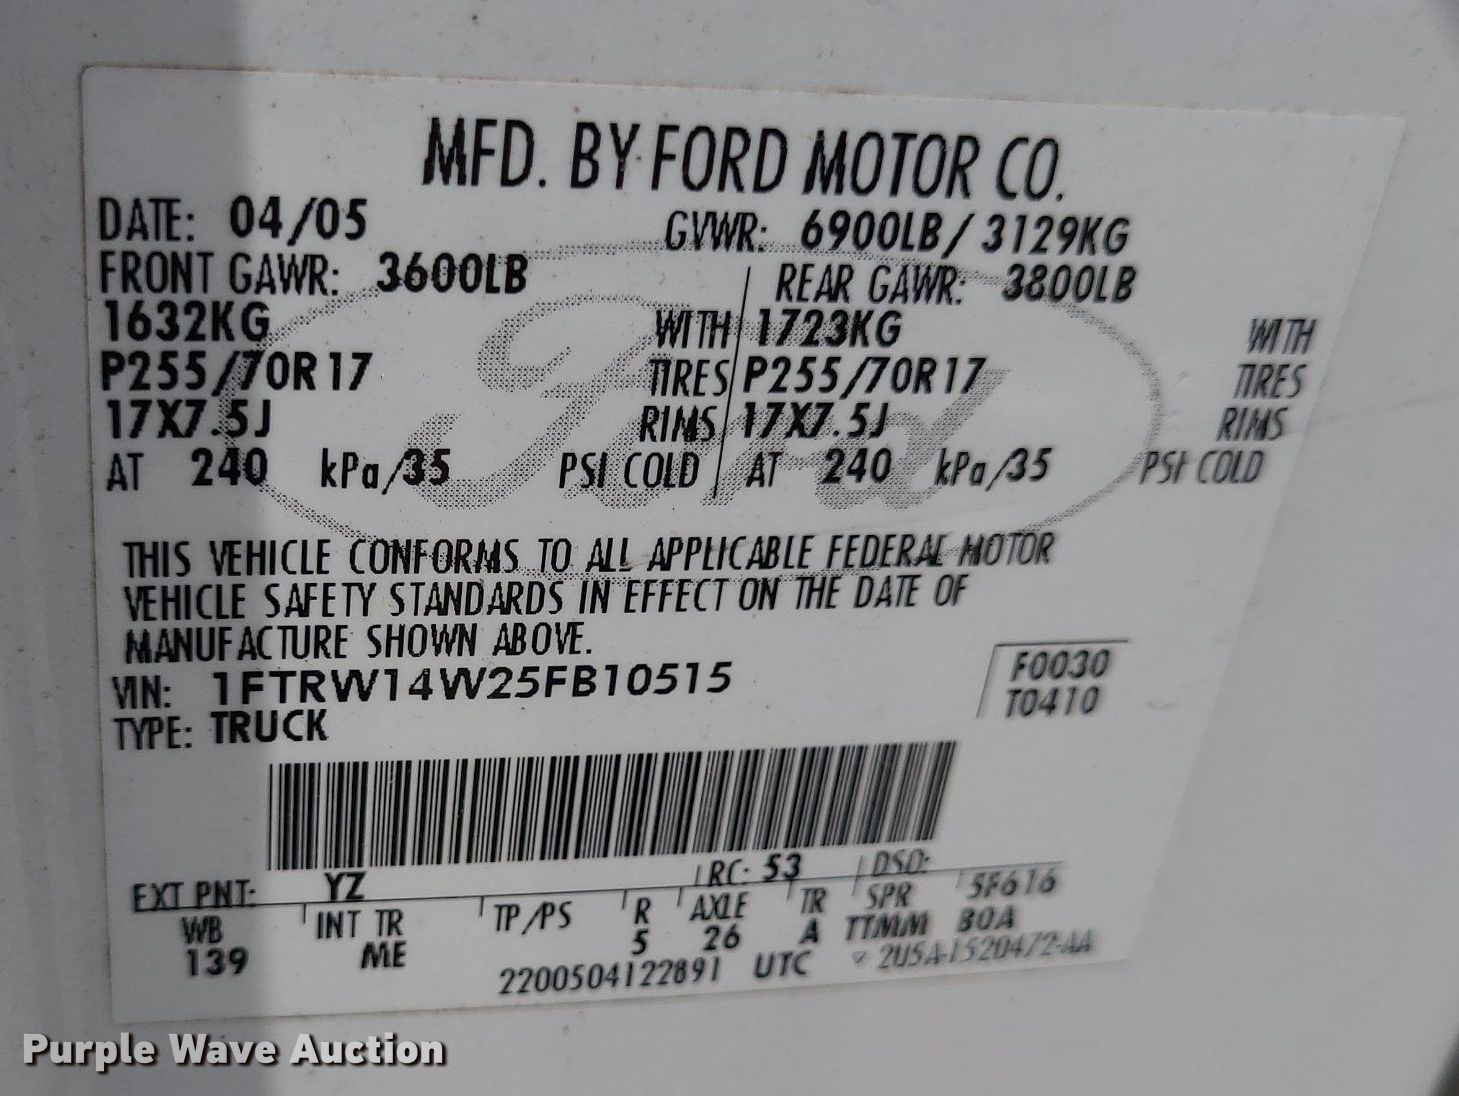 MFD. BY FORD MOTOR CO.
DATE: 04/05 GVWR: 6900LB/ 3129KG
FRONT GAWR: 3600LB REAR GAWR: 3800LB
1632KG WITH 1723KG WITH
P255/70R17 TIRES P255/70R17 TIRES
17X7.5J RIMS 17X7.5J RIMS
AT 240 kPa/35 PSI COLD AT 240 kPa/35 PSI COLD
Ford
THIS VEHICLE CONFORMS TO ALL APPLICABLE FEDERAL MOTOR
VEHICLE SAFETY STANDARDS IN EFFECT ON THE DATE OF
MANUFACTURE SHOWN ABOVE.
VIN: 1FTRW14W25FB10515 F0030
TYPE: TRUCK T0410
EXT PNT: YZ RC: 53 DSO:
WB INT TR TP/PS R AXLE TR SPR 5F616
139 ME 5 26 A TTMM BOA
2200504122891 UTC 2U5A-1520472-AA
Purple Wave Auction